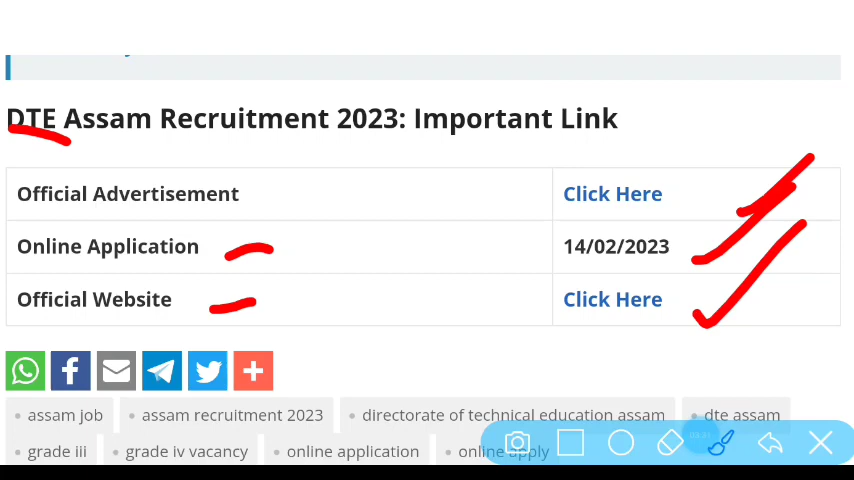 DTE Assam Recruitment 2023: Important Link
Official Advertisement Click Here
Online Application 14/02/2023
Official Website Click Here
assam job assam recruitment 2023 directorate of technical education assam dte assam
grade iii grade iv vacancy online application online apply